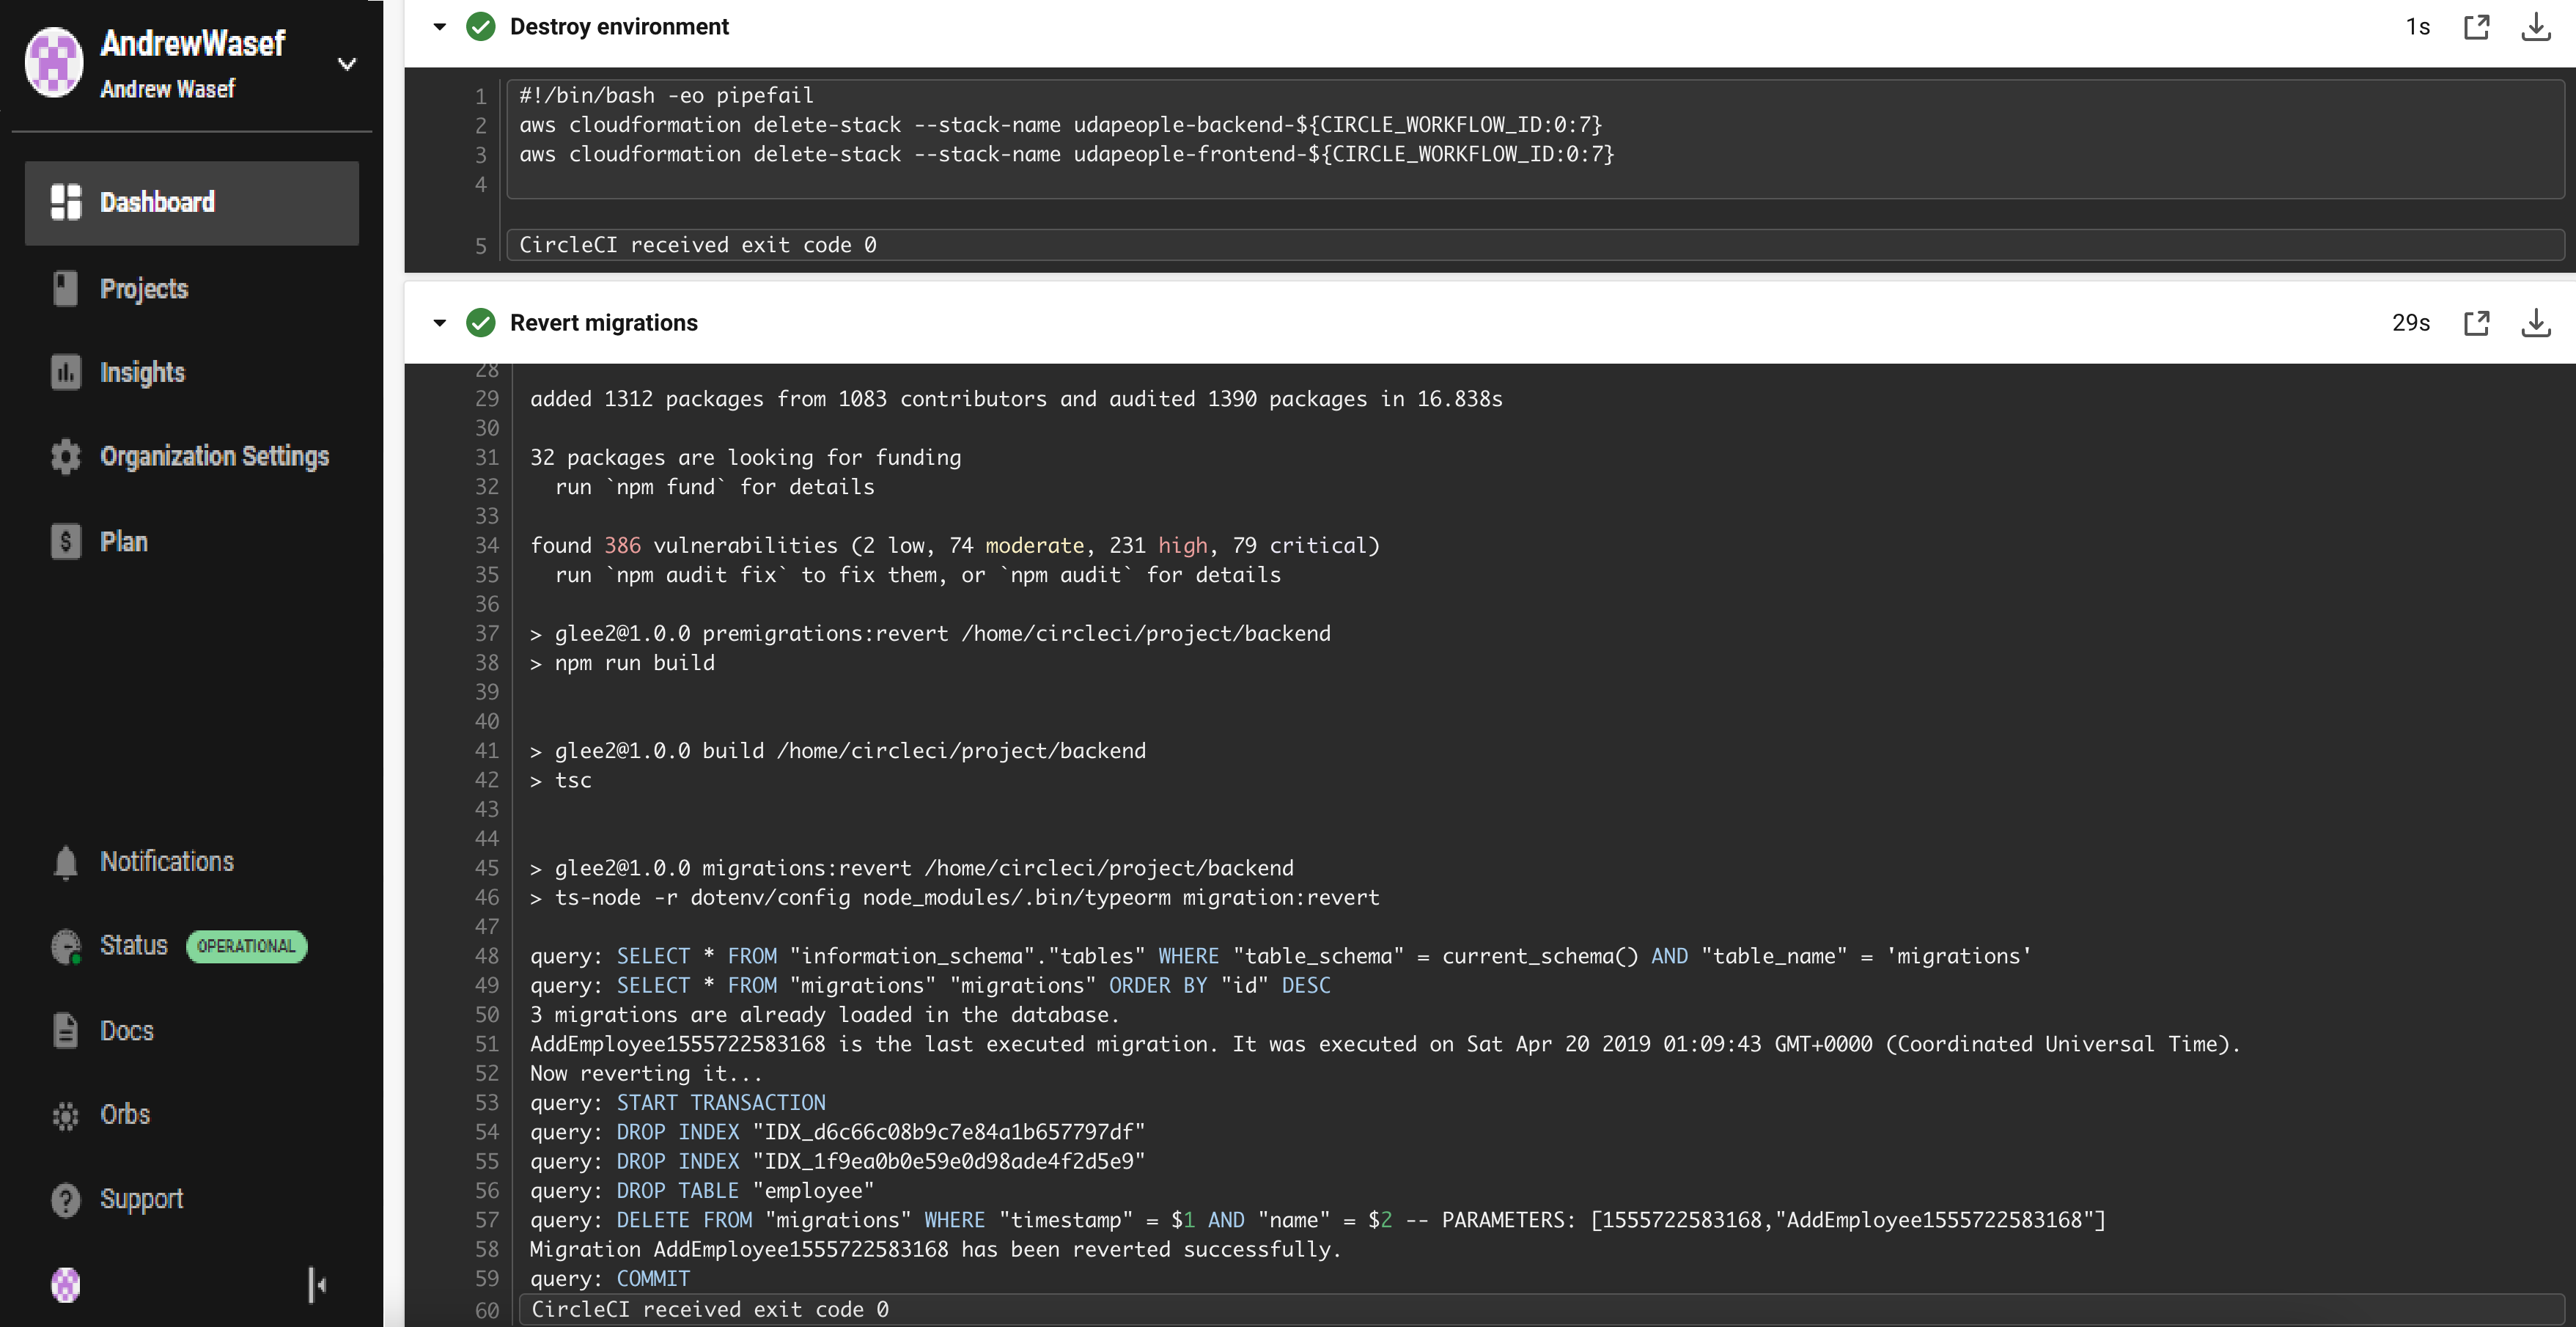 AndrewWasef
Andrew Wasef
Dashboard
Projects
Insights
Organization Settings
Plan
Notifications
Status OPERATIONAL
Docs
Orbs
Support
Destroy environment 1s
1 #!/bin/bash -eo pipefail
2 aws cloudformation delete-stack --stack-name udapeople-backend-${CIRCLE_WORKFLOW_ID:0:7}
3 aws cloudformation delete-stack --stack-name udapeople-frontend-${CIRCLE_WORKFLOW_ID:0:7}
4
5 CircleCI received exit code 0
Revert migrations 29s
28
29 added 1312 packages from 1083 contributors and audited 1390 packages in 16.838s
30
31 32 packages are looking for funding
32   run `npm fund` for details
33
34 found 386 vulnerabilities (2 low, 74 moderate, 231 high, 79 critical)
35   run `npm audit fix` to fix them, or `npm audit` for details
36
37 > glee2@1.0.0 premigrations:revert /home/circleci/project/backend
38 > npm run build
39
40
41 > glee2@1.0.0 build /home/circleci/project/backend
42 > tsc
43
44
45 > glee2@1.0.0 migrations:revert /home/circleci/project/backend
46 > ts-node -r dotenv/config node_modules/.bin/typeorm migration:revert
47
48 query: SELECT * FROM "information_schema"."tables" WHERE "table_schema" = current_schema() AND "table_name" = 'migrations'
49 query: SELECT * FROM "migrations" "migrations" ORDER BY "id" DESC
50 3 migrations are already loaded in the database.
51 AddEmployee1555722583168 is the last executed migration. It was executed on Sat Apr 20 2019 01:09:43 GMT+0000 (Coordinated Universal Time).
52 Now reverting it...
53 query: START TRANSACTION
54 query: DROP INDEX "IDX_d6c66c08b9c7e84a1b657797df"
55 query: DROP INDEX "IDX_1f9ea0b0e59e0d98ade4f2d5e9"
56 query: DROP TABLE "employee"
57 query: DELETE FROM "migrations" WHERE "timestamp" = $1 AND "name" = $2 -- PARAMETERS: [1555722583168,"AddEmployee1555722583168"]
58 Migration AddEmployee1555722583168 has been reverted successfully.
59 query: COMMIT
60 CircleCI received exit code 0